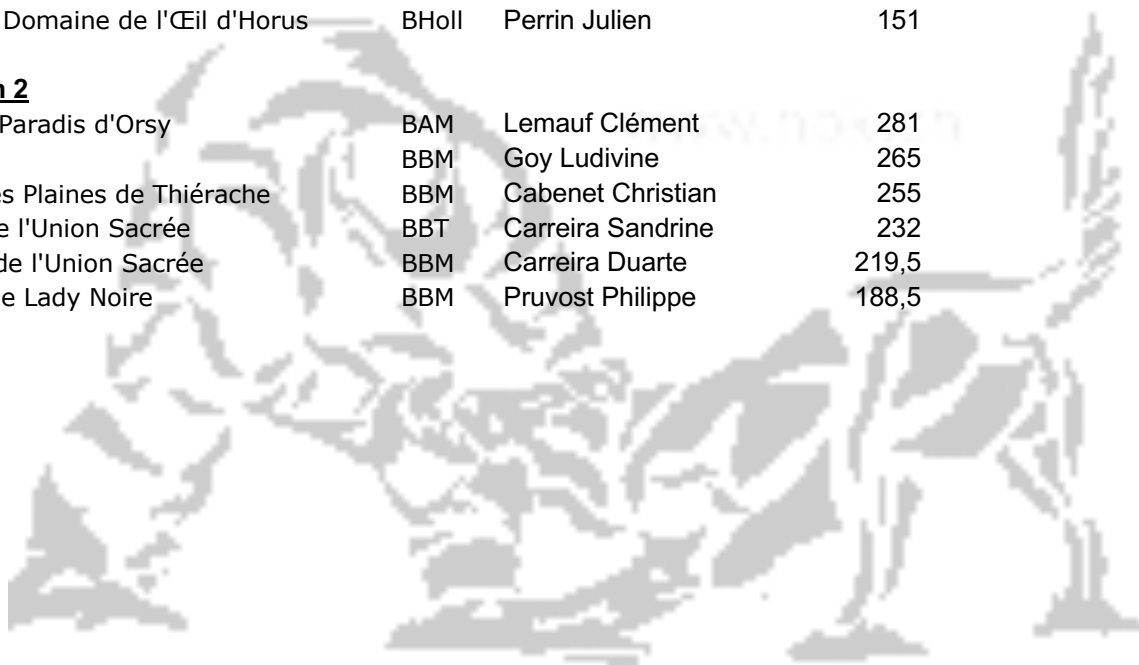 Domaine de l'Œil d'Horus BHoll Perrin Julien 151
n 2
Paradis d'Orsy BAM Lemauf Clément 281
BBM Goy Ludivine 265
es Plaines de Thiérache BBM Cabenet Christian 255
e l'Union Sacrée BBT Carreira Sandrine 232
de l'Union Sacrée BBM Carreira Duarte 219,5
e Lady Noire BBM Pruvost Philippe 188,5